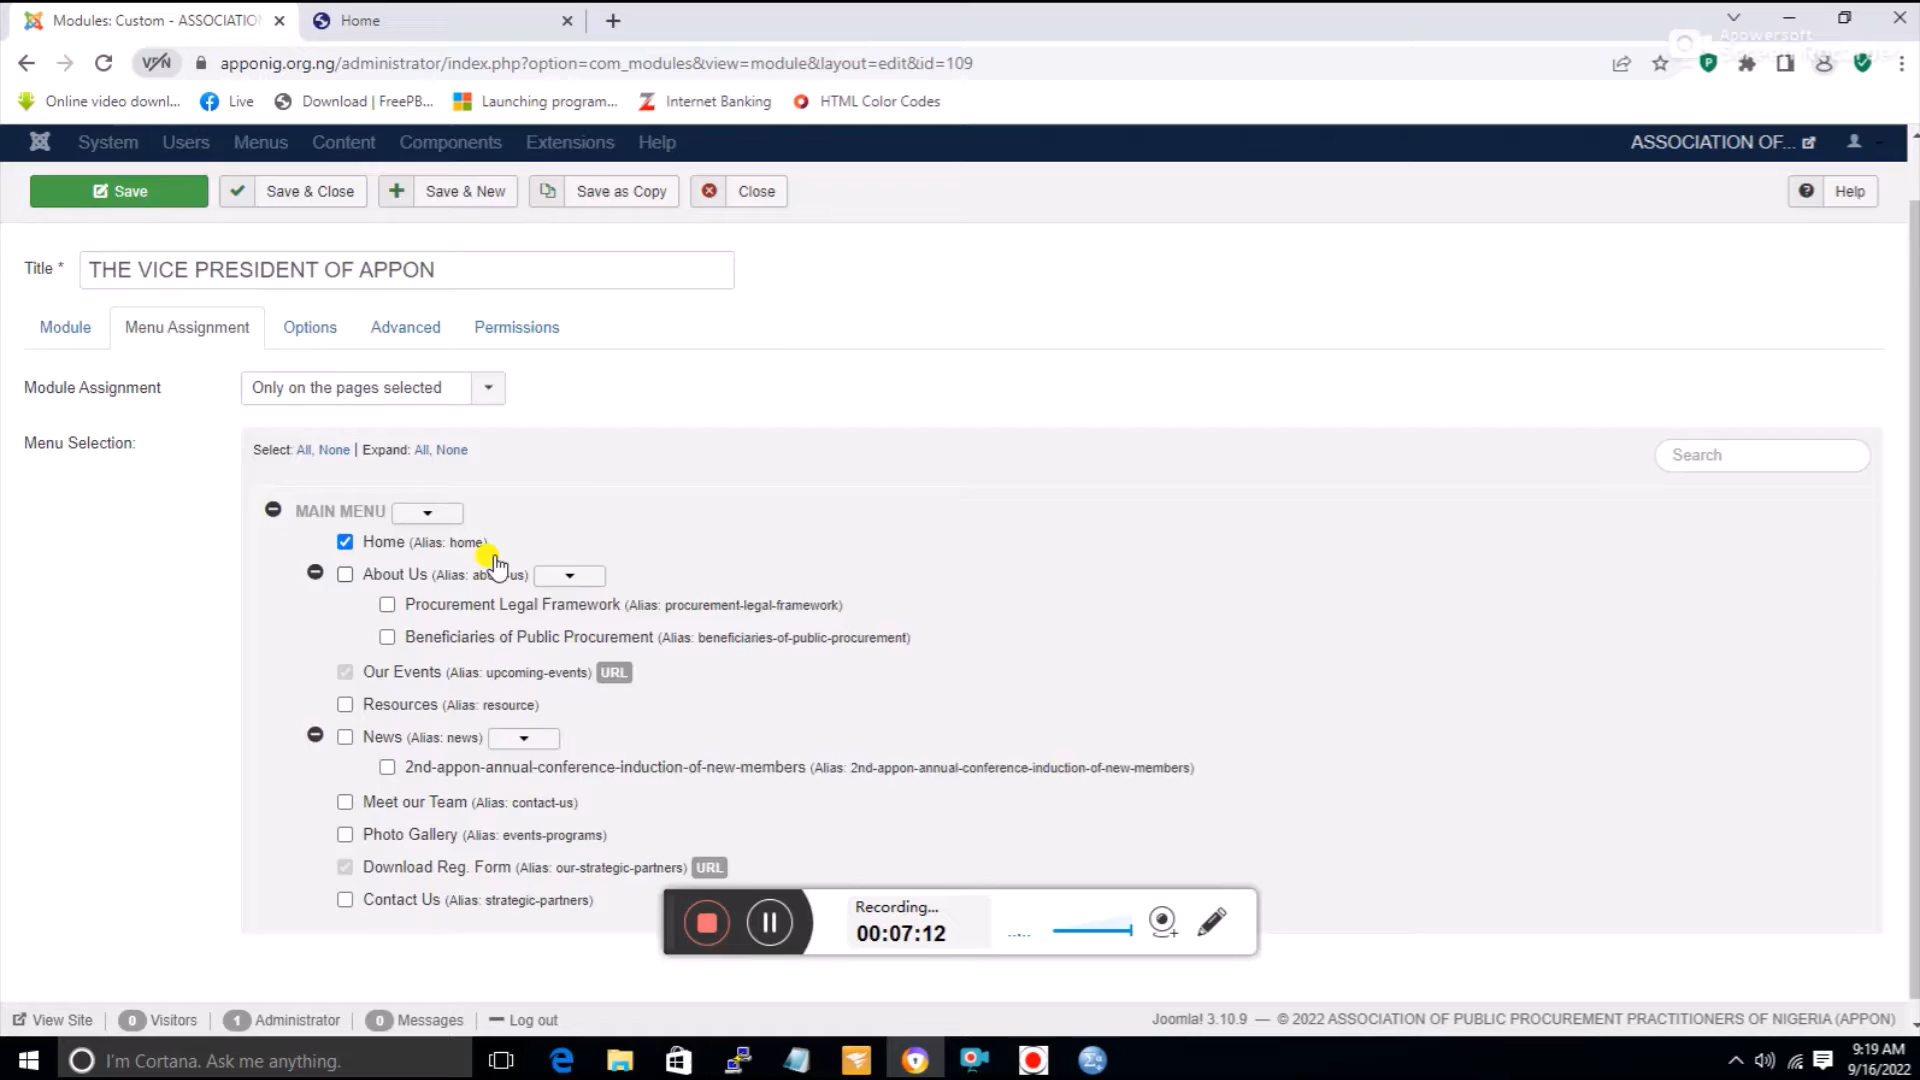 Modules: Custom - ASSOCIATIO
Home
Apowersoft
VPN
apponig.org.ng/administrator/index.php?option=com_modules&view=module&layout=edit&id=109
Online video downl...
Live
Download | FreePB...
Launching program...
Internet Banking
HTML Color Codes
System Users Menus Content Components Extensions Help
ASSOCIATION OF...
Save
Save & Close
Save & New
Save as Copy
Close
Help
Title *
THE VICE PRESIDENT OF APPON
Module
Menu Assignment
Options
Advanced
Permissions
Module Assignment
Only on the pages selected
Menu Selection:
Select: All, None | Expand: All, None
Search
MAIN MENU
Home (Alias: home)
About Us (Alias: about-us)
Procurement Legal Framework (Alias: procurement-legal-framework)
Beneficiaries of Public Procurement (Alias: beneficiaries-of-public-procurement)
Our Events (Alias: upcoming-events) URL
Resources (Alias: resource)
News (Alias: news)
2nd-appon-annual-conference-induction-of-new-members (Alias: 2nd-appon-annual-conference-induction-of-new-members)
Meet our Team (Alias: contact-us)
Photo Gallery (Alias: events-programs)
Download Reg. Form (Alias: our-strategic-partners) URL
Contact Us (Alias: strategic-partners)
Recording...
00:07:12
View Site
0 Visitors
1 Administrator
0 Messages
Log out
Joomla! 3.10.9 — © 2022 ASSOCIATION OF PUBLIC PROCUREMENT PRACTITIONERS OF NIGERIA (APPON)
I'm Cortana. Ask me anything.
9:19 AM
9/16/2022